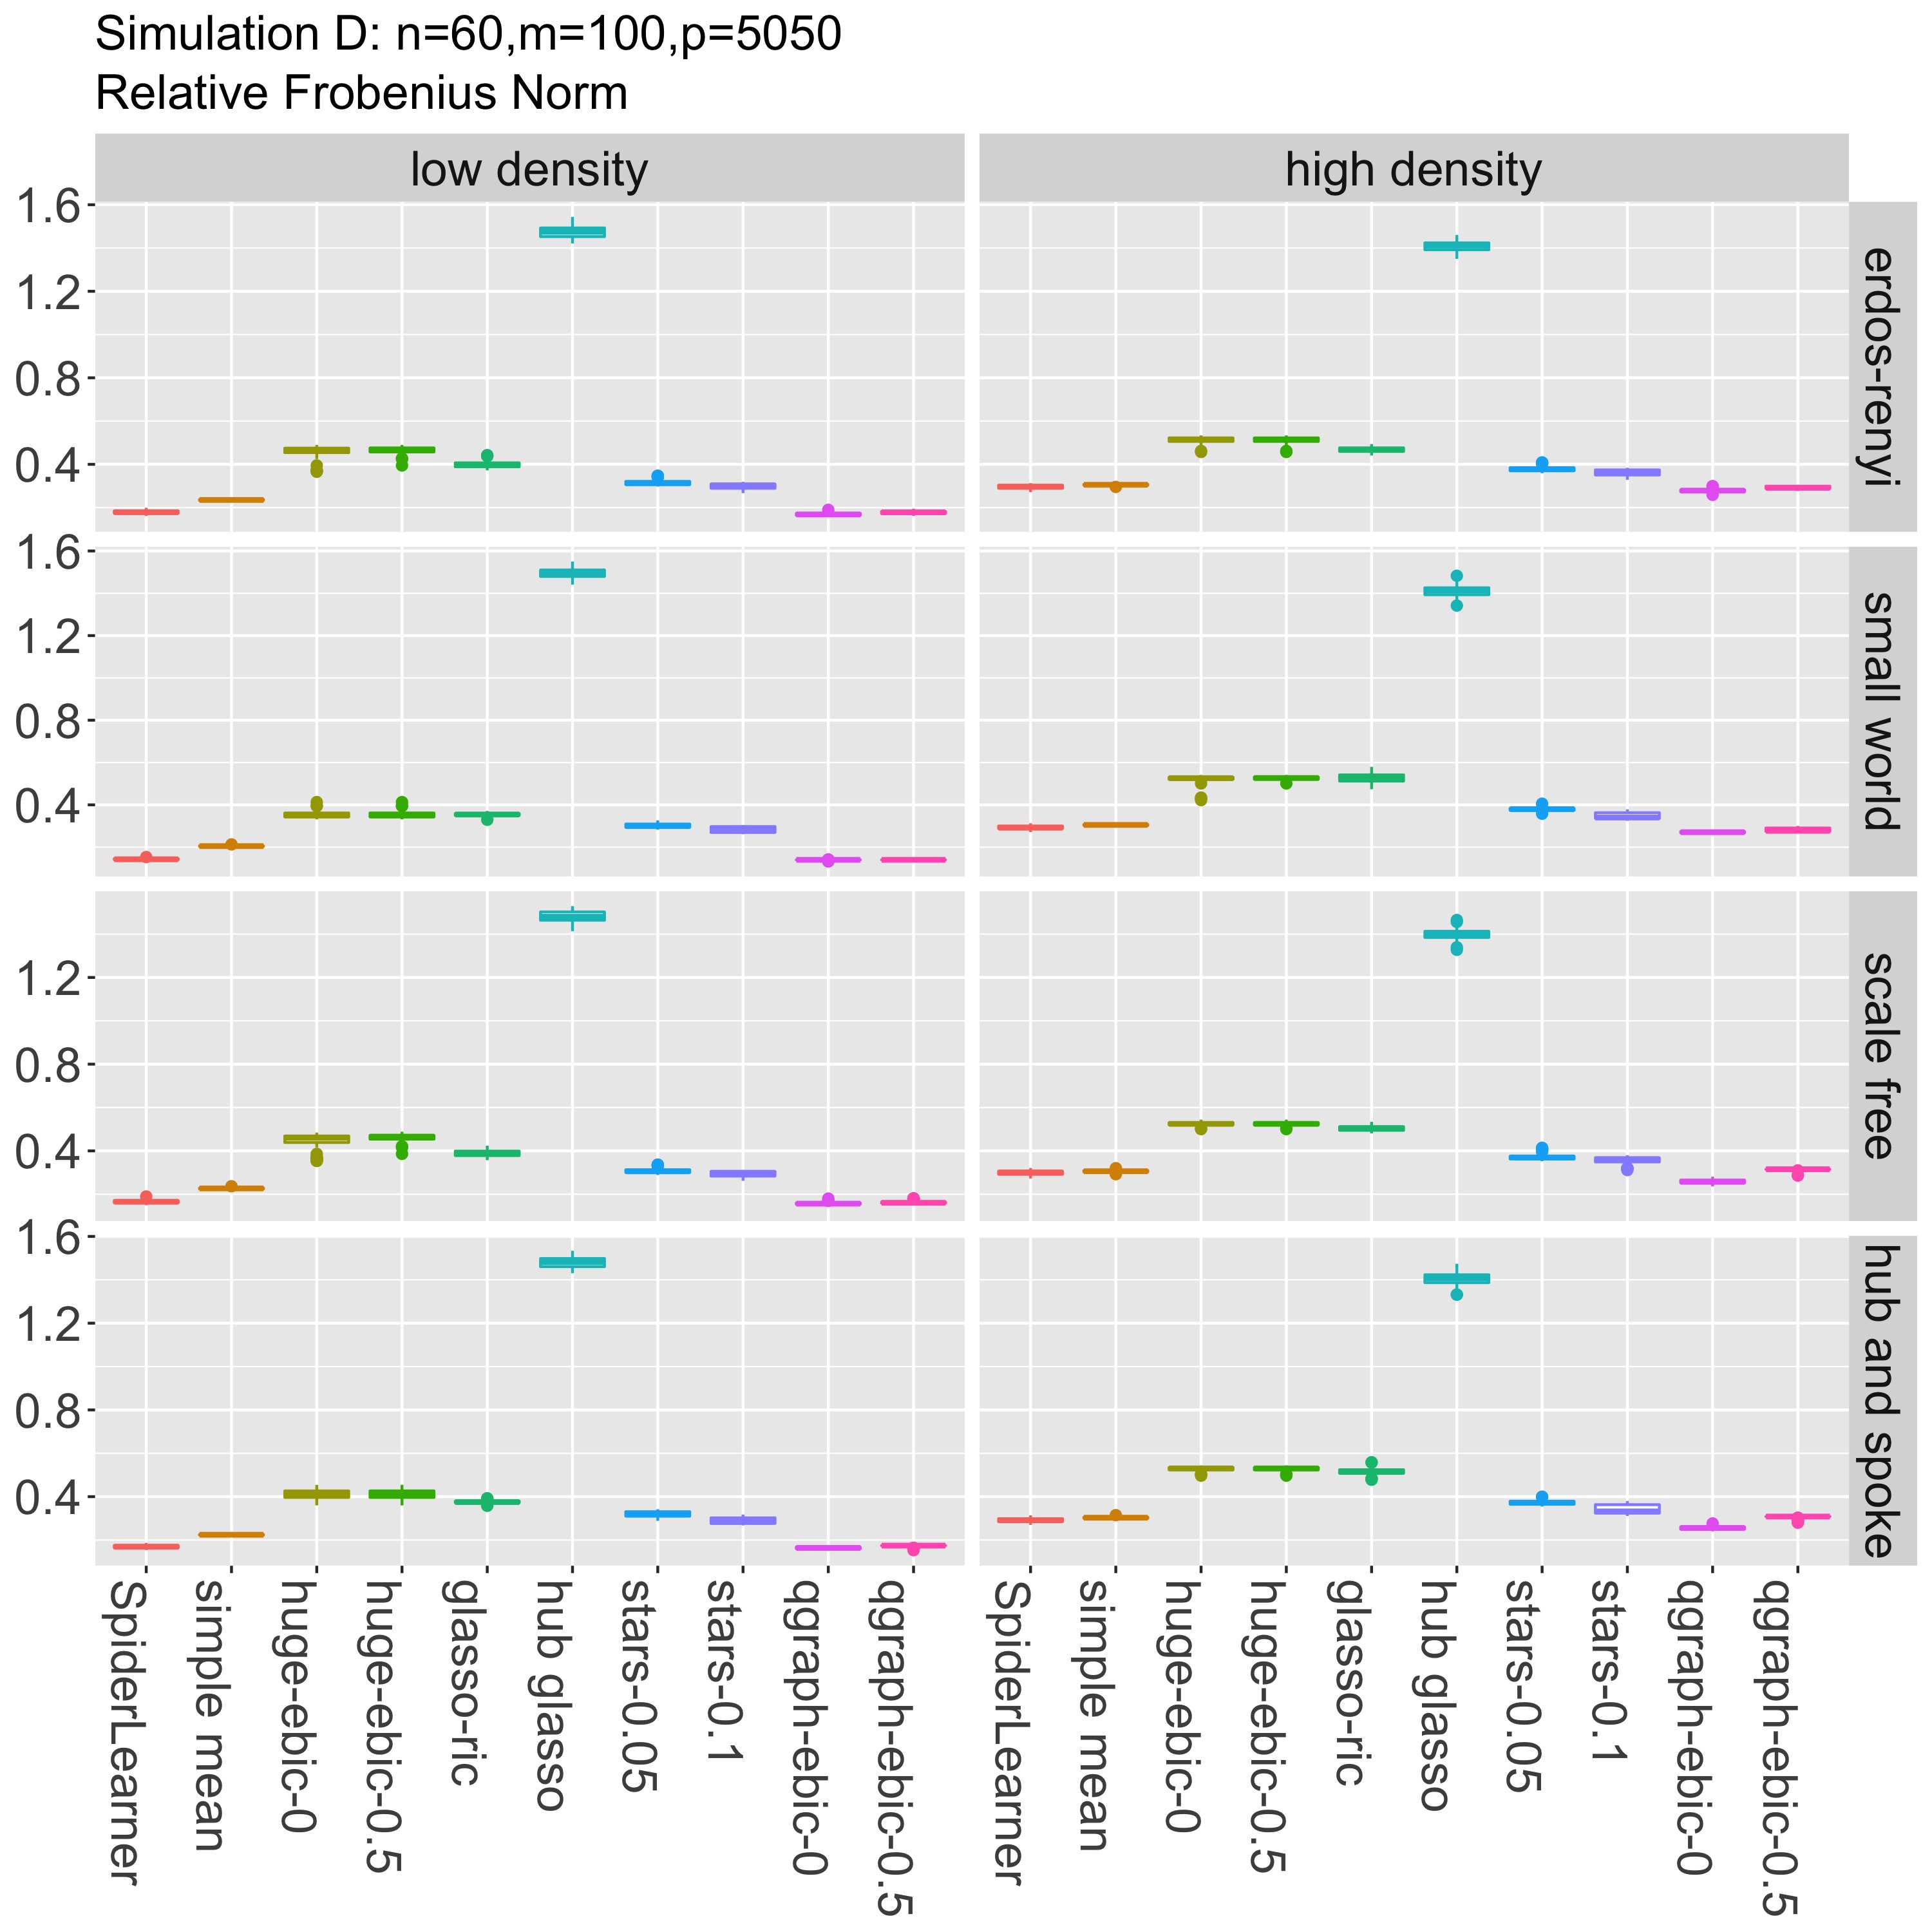 Simulation D: n=60,m=100,p=5050
Relative Frobenius Norm
low density
high density
1.6
1.2
0.8
0.4
erdos-renyi
1.6
1.2
0.8
0.4
small world
1.2
0.8
0.4
scale free
1.6
1.2
0.8
0.4
hub and spoke
SpiderLearner
simple mean
huge-ebic-0
huge-ebic-0.5
glasso-ric
hub glasso
stars-0.05
stars-0.1
qgraph-ebic-0
qgraph-ebic-0.5
SpiderLearner
simple mean
huge-ebic-0
huge-ebic-0.5
glasso-ric
hub glasso
stars-0.05
stars-0.1
qgraph-ebic-0
qgraph-ebic-0.5